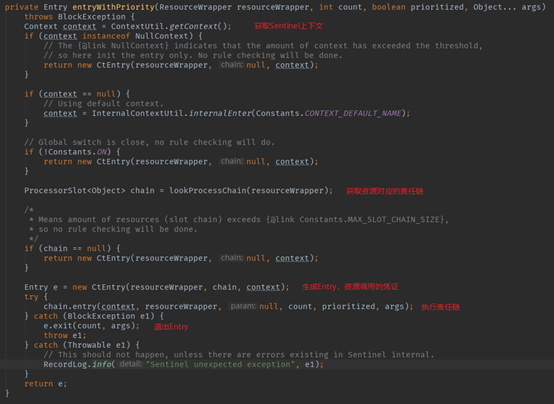 private Entry entryWithPriority(ResourceWrapper resourceWrapper, int count, boolean prioritized, Object... args)
throws BlockException {
Context context = ContextUtil.getContext(); 获取Sentinel上下文
if (context instanceof NullContext) {
// The {@link NullContext} indicates that the amount of context has exceeded the threshold,
// so here init the entry only. No rule checking will be done.
return new CtEntry(resourceWrapper, chain: null, context);
}
if (context == null) {
// Using default context.
context = InternalContextUtil.internalEnter(Constants.CONTEXT_DEFAULT_NAME);
}
// Global switch is close, no rule checking will do.
if (!Constants.ON) {
return new CtEntry(resourceWrapper, chain: null, context);
}
ProcessorSlot<Object> chain = lookProcessChain(resourceWrapper); 获取资源对应的责任链
/*
* Means amount of resources (slot chain) exceeds {@link Constants.MAX_SLOT_CHAIN_SIZE},
* so no rule checking will be done.
*/
if (chain == null) {
return new CtEntry(resourceWrapper, chain: null, context);
}
Entry e = new CtEntry(resourceWrapper, chain, context); 生成Entry，资源调用的凭证
try {
chain.entry(context, resourceWrapper, param: null, count, prioritized, args); 执行责任链
} catch (BlockException e1) {
e.exit(count, args); 退出Entry
throw e1;
} catch (Throwable e1) {
// This should not happen, unless there are errors existing in Sentinel internal.
RecordLog.info( detail: "Sentinel unexpected exception", e1);
}
return e;
}